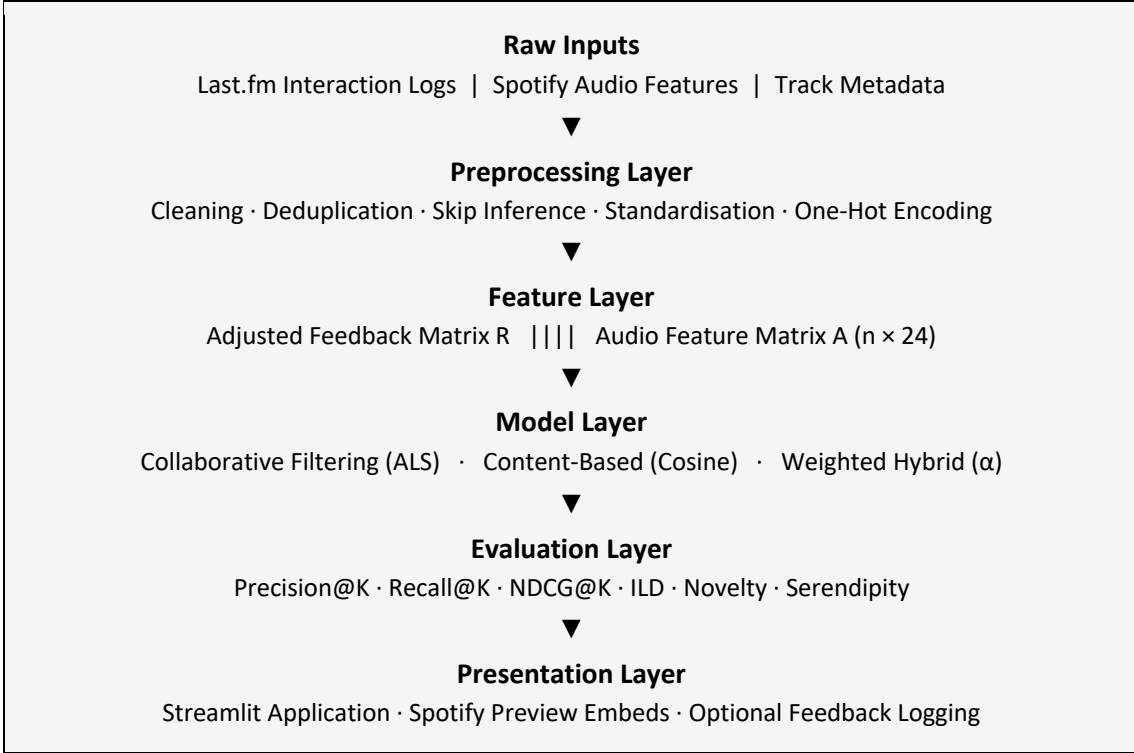 Raw Inputs
Last.fm Interaction Logs | Spotify Audio Features | Track Metadata
▼
Preprocessing Layer
Cleaning · Deduplication · Skip Inference · Standardisation · One-Hot Encoding
▼
Feature Layer
Adjusted Feedback Matrix R |||| Audio Feature Matrix A (n × 24)
▼
Model Layer
Collaborative Filtering (ALS) · Content-Based (Cosine) · Weighted Hybrid (α)
▼
Evaluation Layer
Precision@K · Recall@K · NDCG@K · ILD · Novelty · Serendipity
▼
Presentation Layer
Streamlit Application · Spotify Preview Embeds · Optional Feedback Logging